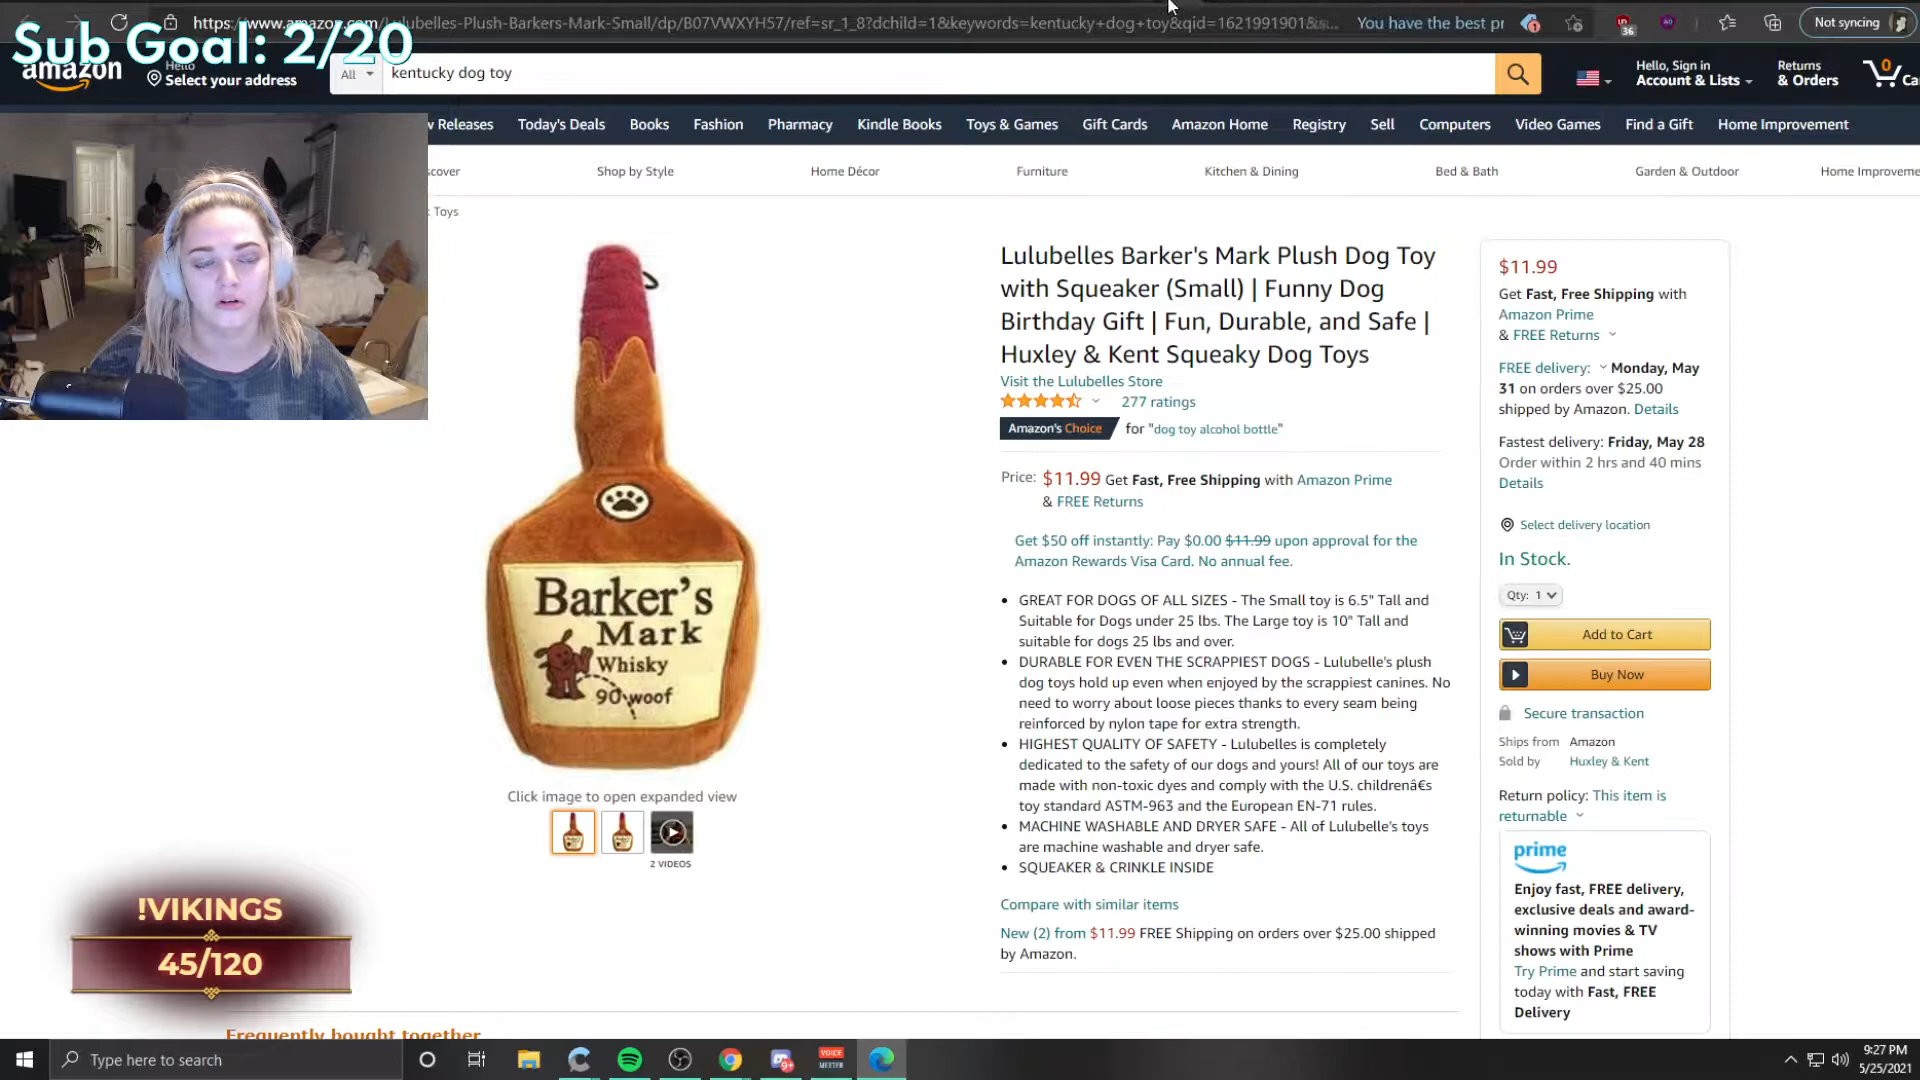 https://www.amazon.com/Lulubelles-Plush-Barkers-Mark-Small/dp/B07VWXYH57/ref=sr_1_8?dchild=1&keywords=kentucky+dog+toy&qid=1621991901&s...
You have the best pr
1
36
Not syncing
Sub Goal: 2/20
amazon
Hello
Select your address
All
kentucky dog toy
Hello, Sign in
Account & Lists
Returns
& Orders
0
Ca
w Releases
Today's Deals
Books
Fashion
Pharmacy
Kindle Books
Toys & Games
Gift Cards
Amazon Home
Registry
Sell
Computers
Video Games
Find a Gift
Home Improvement
scover
Shop by Style
Home Décor
Furniture
Kitchen & Dining
Bed & Bath
Garden & Outdoor
Home Improveme
Toys
Barker's
Mark
Whisky
90 woof
Click image to open expanded view
2 VIDEOS
Lulubelles Barker's Mark Plush Dog Toy
with Squeaker (Small) | Funny Dog
Birthday Gift | Fun, Durable, and Safe |
Huxley & Kent Squeaky Dog Toys
Visit the Lulubelles Store
277 ratings
Amazon's Choice for "dog toy alcohol bottle"
Price: $11.99 Get Fast, Free Shipping with Amazon Prime
& FREE Returns
Get $50 off instantly: Pay $0.00 $11.99 upon approval for the
Amazon Rewards Visa Card. No annual fee.
• GREAT FOR DOGS OF ALL SIZES - The Small toy is 6.5" Tall and
Suitable for Dogs under 25 lbs. The Large toy is 10" Tall and
suitable for dogs 25 lbs and over.
• DURABLE FOR EVEN THE SCRAPPIEST DOGS - Lulubelle's plush
dog toys hold up even when enjoyed by the scrappiest canines. No
need to worry about loose pieces thanks to every seam being
reinforced by nylon tape for extra strength.
• HIGHEST QUALITY OF SAFETY - Lulubelles is completely
dedicated to the safety of our dogs and yours! All of our toys are
made with non-toxic dyes and comply with the U.S. childrenâ€s
toy standard ASTM-963 and the European EN-71 rules.
• MACHINE WASHABLE AND DRYER SAFE - All of Lulubelle's toys
are machine washable and dryer safe.
• SQUEAKER & CRINKLE INSIDE
Compare with similar items
New (2) from $11.99 FREE Shipping on orders over $25.00 shipped
by Amazon.
$11.99
Get Fast, Free Shipping with
Amazon Prime
& FREE Returns
FREE delivery: Monday, May
31 on orders over $25.00
shipped by Amazon. Details
Fastest delivery: Friday, May 28
Order within 2 hrs and 40 mins
Details
Select delivery location
In Stock.
Qty: 1
Add to Cart
Buy Now
Secure transaction
Ships from Amazon
Sold by Huxley & Kent
Return policy: This item is
returnable
prime
Enjoy fast, FREE delivery,
exclusive deals and award-
winning movies & TV
shows with Prime
Try Prime and start saving
today with Fast, FREE
Delivery
!VIKINGS
45/120
Frequently bought together
Type here to search
9+
VOICE
MEETER
9:27 PM
5/25/2021